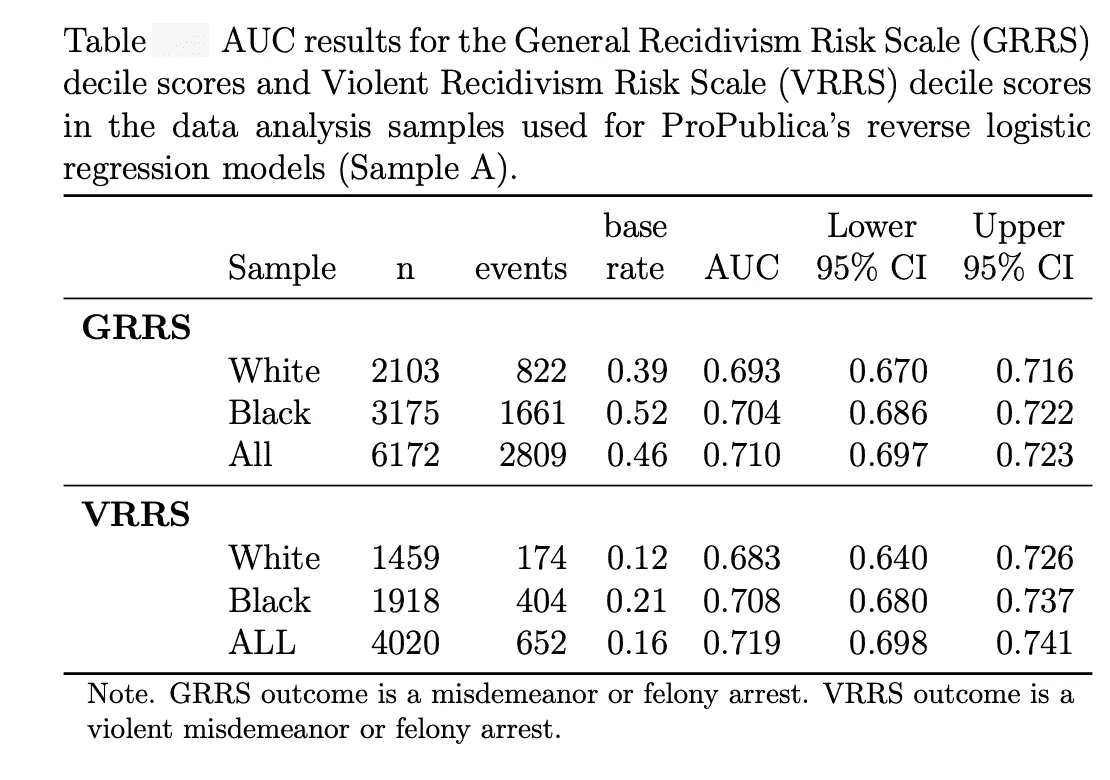 Table AUC results for the General Recidivism Risk Scale (GRRS)
decile scores and Violent Recidivism Risk Scale (VRRS) decile scores
in the data analysis samples used for ProPublica's reverse logistic
regression models (Sample A).
base Lower Upper
Sample n events rate AUC 95% CI 95% CI
GRRS
White 2103 822 0.39 0.693 0.670 0.716
Black 3175 1661 0.52 0.704 0.686 0.722
All 6172 2809 0.46 0.710 0.697 0.723
VRRS
White 1459 174 0.12 0.683 0.640 0.726
Black 1918 404 0.21 0.708 0.680 0.737
ALL 4020 652 0.16 0.719 0.698 0.741
Note. GRRS outcome is a misdemeanor or felony arrest. VRRS outcome is a
violent misdemeanor or felony arrest.